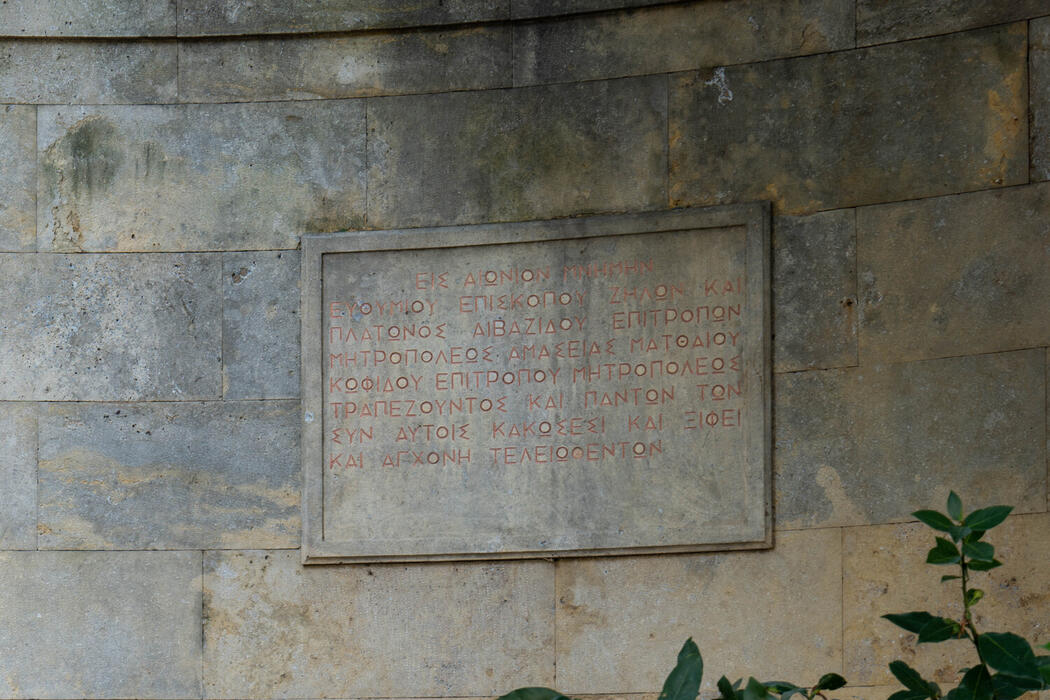 ΕΙΣ ΑΙΩΝΙΟΝ ΜΝΗΜΗΝ
ΕΥΘΥΜΙΟΥ ΕΠΙΣΚΟΠΟΥ ΖΗΛΩΝ ΚΑΙ
ΠΛΑΤΩΝΟΣ ΑΙΒΑΖΙΔΟΥ ΕΠΙΤΡΟΠΩΝ
ΜΗΤΡΟΠΟΛΕΩΣ ΑΜΑΣΕΙΑΣ ΜΑΤΘΑΙΟΥ
ΚΩΦΙΔΟΥ ΕΠΙΤΡΟΠΟΥ ΜΗΤΡΟΠΟΛΕΩΣ
ΤΡΑΠΕΖΟΥΝΤΟΣ ΚΑΙ ΠΑΝΤΩΝ ΤΩΝ
ΣΥΝ ΑΥΤΟΙΣ ΚΑΚΩΣΕΣΙ ΚΑΙ ΞΙΦΕΙ
ΚΑΙ ΑΓΧΟΝΗ ΤΕΛΕΙΩΘΕΝΤΩΝ